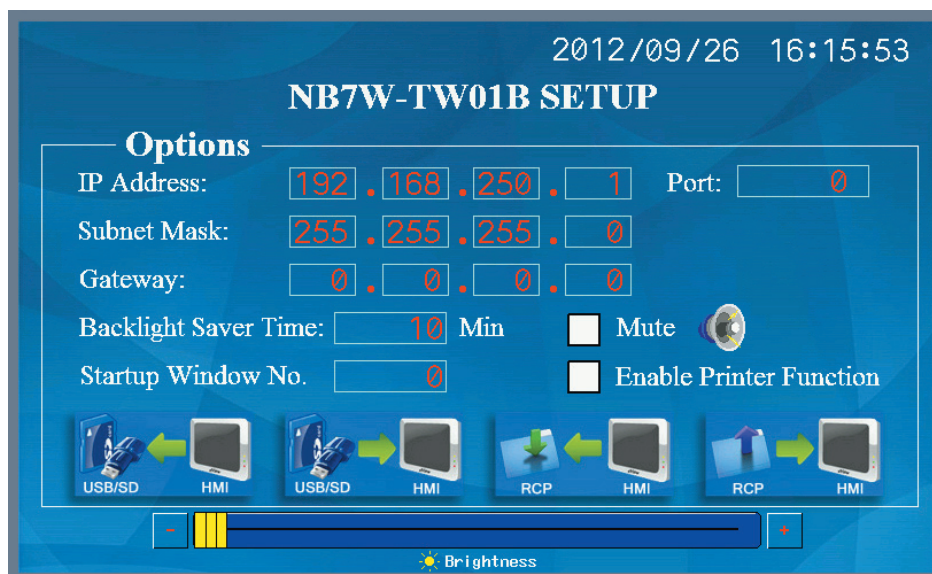 2012/09/26 16:15:53
NB7W-TW01B SETUP
Options
IP Address: 192 . 168 . 250 . 1 Port: 0
Subnet Mask: 255 . 255 . 255 . 0
Gateway: 0 . 0 . 0 . 0
Backlight Saver Time: 10 Min Mute
Startup Window No. 0 Enable Printer Function
USB/SD HMI USB/SD HMI RCP HMI RCP HMI
- +
Brightness